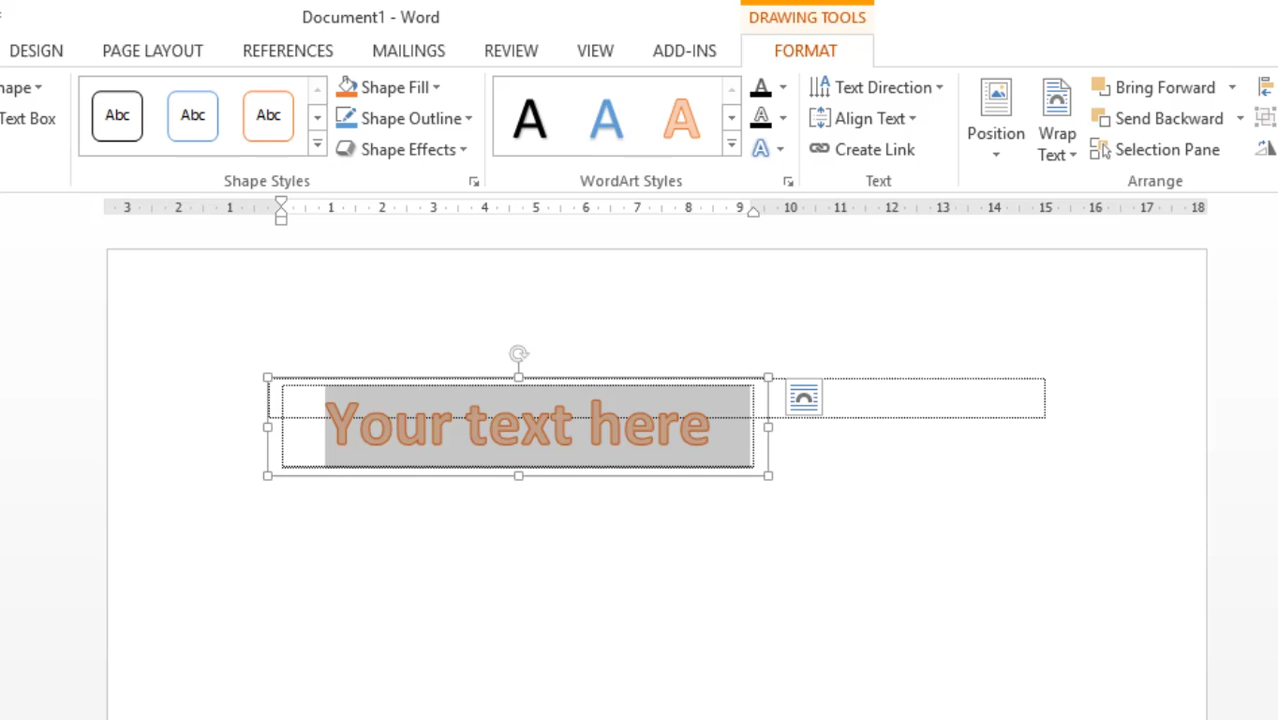 Document1 - Word
DRAWING TOOLS
DESIGN PAGE LAYOUT REFERENCES MAILINGS REVIEW VIEW ADD-INS FORMAT
Abc Abc Abc
Shape Fill
Shape Outline
Shape Effects
Shape Styles
A A A
A
A
A
WordArt Styles
Text Direction
Align Text
Create Link
Text
Position
Wrap
Text
Bring Forward
Send Backward
Selection Pane
Arrange
ape
Text Box
3 2 1 1 2 3 4 5 6 7 8 9 10 11 12 13 14 15 16 17 18
Your text here